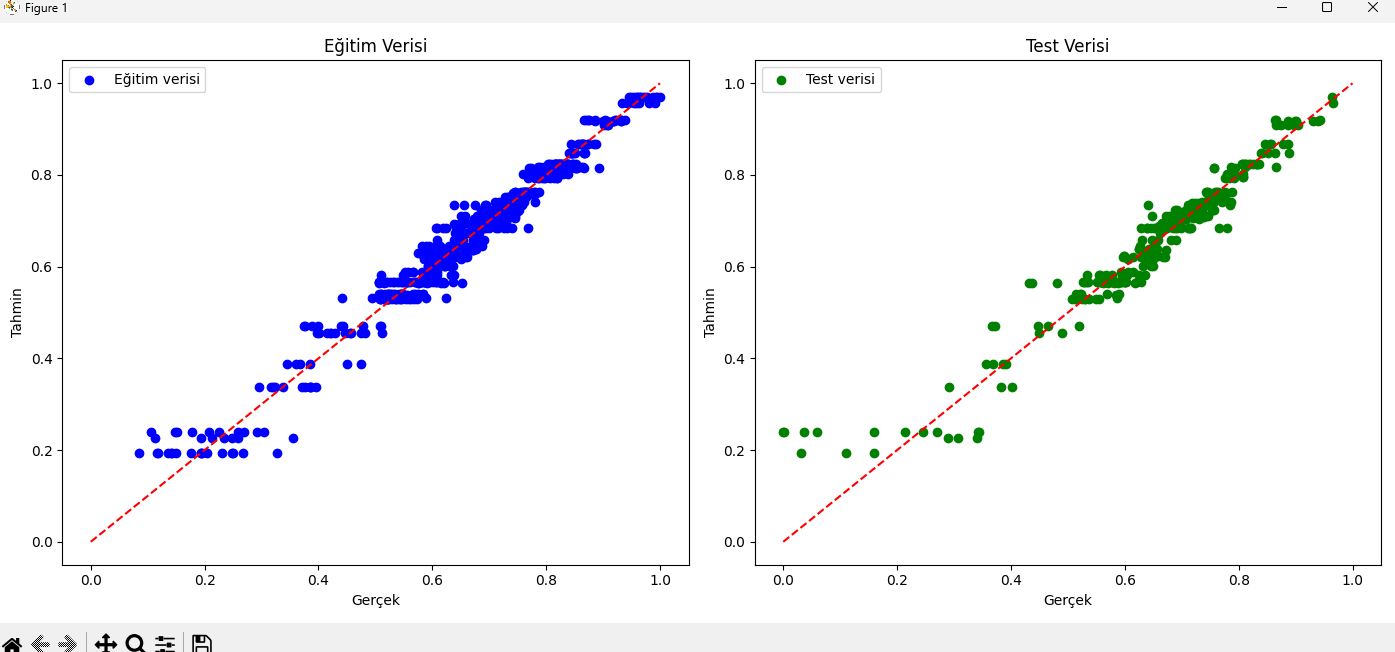 Figure 1
Eğitim Verisi
Eğitim verisi
1.0
0.8
0.6
0.4
0.2
0.0
Tahmin
0.0 0.2 0.4 0.6 0.8 1.0
Gerçek
Test Verisi
Test verisi
1.0
0.8
0.6
0.4
0.2
0.0
Tahmin
0.0 0.2 0.4 0.6 0.8 1.0
Gerçek